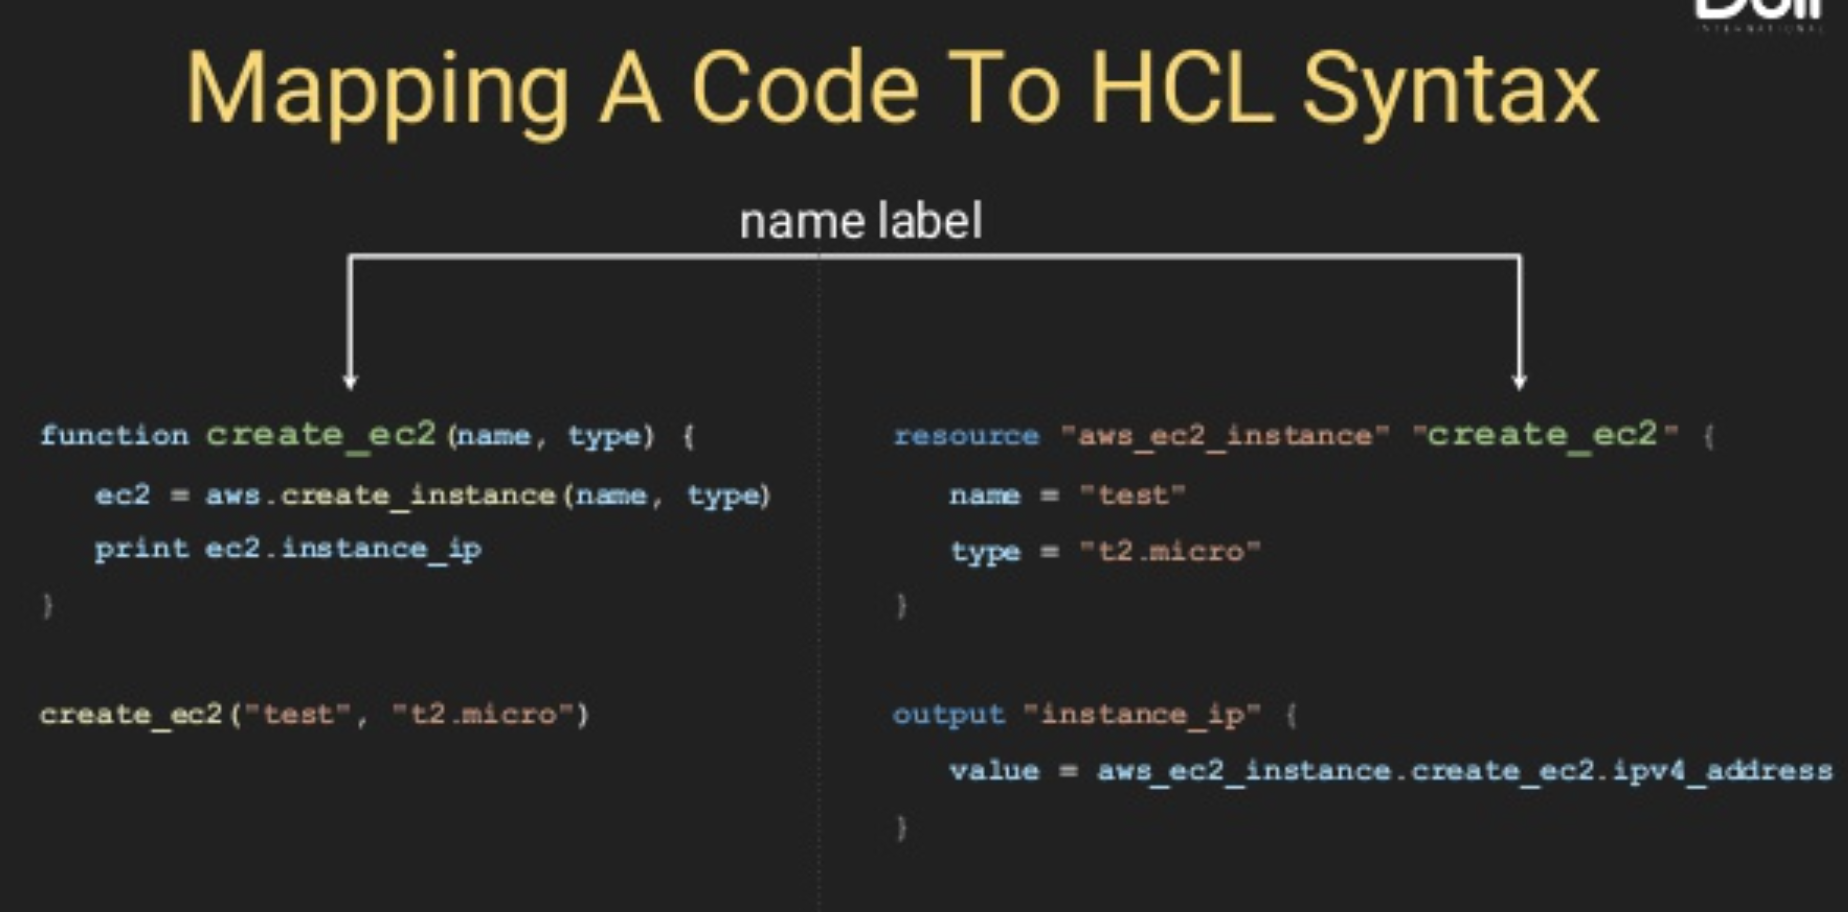 Mapping A Code To HCL Syntax
name label
function create_ec2(name, type) {
ec2 = aws.create_instance(name, type)
print ec2.instance_ip
}
create_ec2("test", "t2.micro")
resource "aws_ec2_instance" "create_ec2" {
name = "test"
type = "t2.micro"
}
output "instance_ip" {
value = aws_ec2_instance.create_ec2.ipv4_address
}